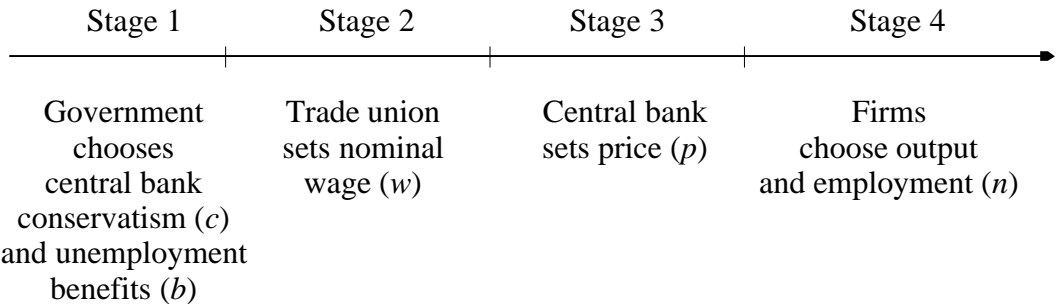 Stage 1 Stage 2 Stage 3 Stage 4
Government
chooses
central bank
conservatism (c)
and unemployment
benefits (b)
Trade union
sets nominal
wage (w)
Central bank
sets price (p)
Firms
choose output
and employment (n)